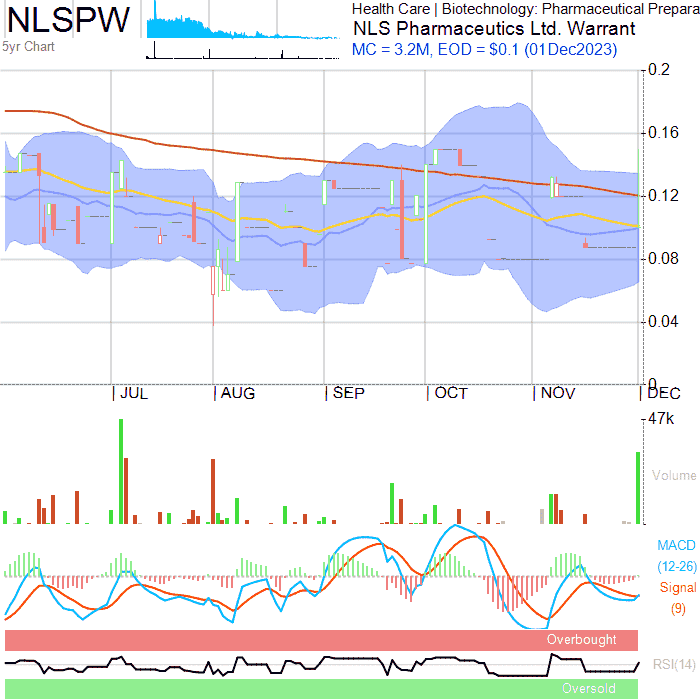 NLSPW
5yr Chart
Health Care | Biotechnology: Pharmaceutical Prepara
NLS Pharmaceutics Ltd. Warrant
MC = 3.2M, EOD = $0.1 (01Dec2023)
0.2
0.16
0.12
0.08
0.04
0
JUL AUG SEP OCT NOV DEC
47k
Volume
MACD
(12-26)
Signal
(9)
Overbought
RSI(14)
Oversold